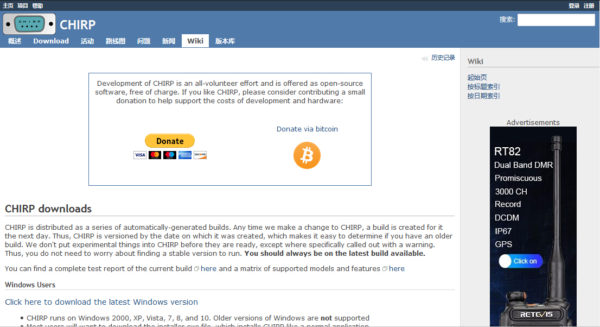 主页 项目 帮助
登录 注册
CHIRP
CHIRP
搜索:
概述 Download 活动 路线图 问题 新闻 Wiki 版本库
历史记录
Development of CHIRP is an all-volunteer effort and is offered as open-source
software, free of charge. If you like CHIRP, please consider contributing a small
donation to help support the costs of development and hardware:
Donate
VISA
Donate via bitcoin
CHIRP downloads
CHIRP is distributed as a series of automatically-generated builds. Any time we make a change to CHIRP, a build is created for it
the next day. Thus, CHIRP is versioned by the date on which it was created, which makes it easy to determine if you have an older
build. We don't put experimental things into CHIRP before they are ready, except where specifically called out with a warning.
Thus, you do not need to worry about finding a stable version to run. You should always be on the latest build available.
You can find a complete test report of the current build here and a matrix of supported models and features here
Windows Users
Click here to download the latest Windows version
• CHIRP runs on Windows 2000, XP, Vista, 7, 8, and 10. Older versions of Windows are not supported
Wiki
起始页
按标题索引
按日期索引
Advertisements
RT82
Dual Band DMR
Promiscuous
3000 CH
Record
DCDM
IP67
GPS
Click on
RETEVIS